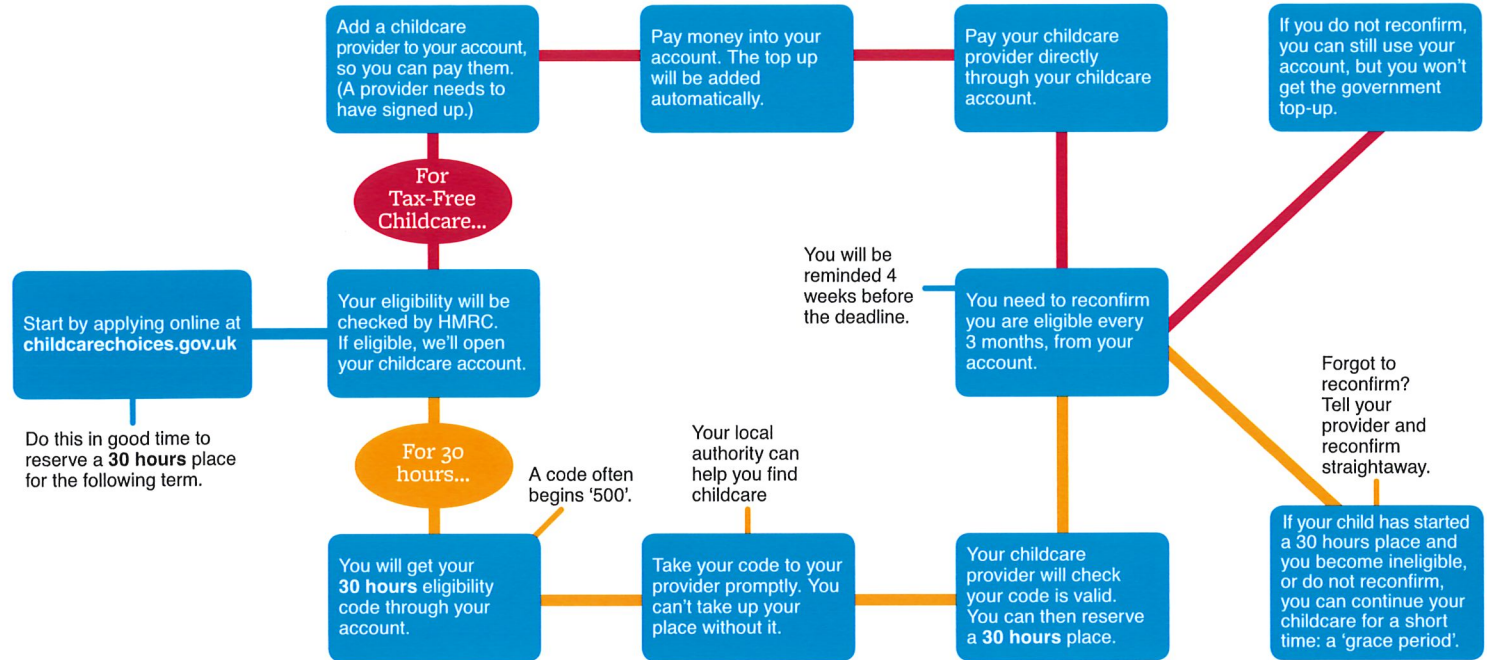 Add a childcare
provider to your account,
so you can pay them.
(A provider needs to
have signed up.)
Pay money into your
account. The top up
will be added
automatically.
Pay your childcare
provider directly
through your childcare
account.
If you do not reconfirm,
you can still use your
account, but you won't
get the government
top-up.
For
Tax-Free
Childcare...
Start by applying online at
childcarechoices.gov.uk
Do this in good time to
reserve a 30 hours place
for the following term.
Your eligibility will be
checked by HMRC.
If eligible, we'll open
your childcare account.
You will be
reminded 4
weeks before
the deadline.
You need to reconfirm
you are eligible every
3 months, from your
account.
For 30
hours...
A code often
begins '500'.
Your local
authority can
help you find
childcare
Forgot to
reconfirm?
Tell your
provider and
reconfirm
straightaway.
You will get your
30 hours eligibility
code through your
account.
Take your code to your
provider promptly. You
can't take up your
place without it.
Your childcare
provider will check
your code is valid.
You can then reserve
a 30 hours place.
If your child has started
a 30 hours place and
you become ineligible,
or do not reconfirm,
you can continue your
childcare for a short
time: a 'grace period'.